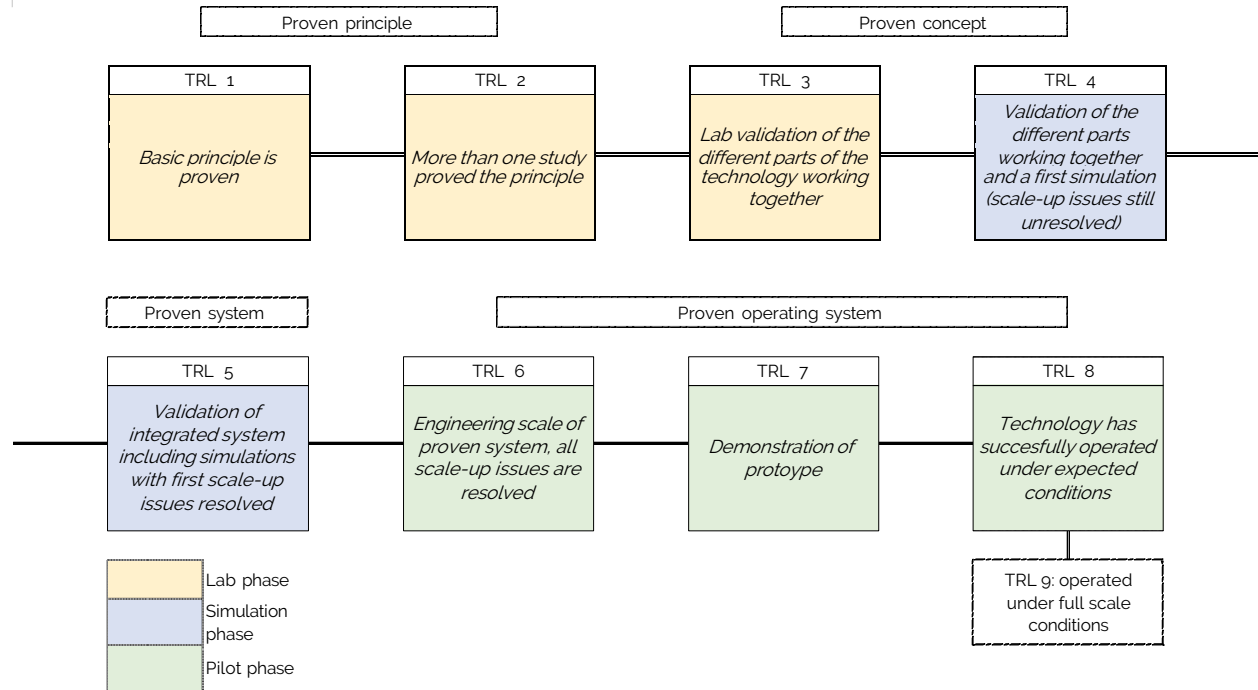 Proven principle
Proven concept
TRL 1
Basic principle is
proven
TRL 2
More than one study
proved the principle
TRL 3
Lab validation of the
different parts of the
technology working
together
TRL 4
Validation of the
different parts
working together
and a first simulation
(scale-up issues still
unresolved)
Proven system
Proven operating system
TRL 5
Validation of
integrated system
including simulations
with first scale-up
issues resolved
TRL 6
Engineering scale of
proven system, all
scale-up issues are
resolved
TRL 7
Demonstration of
protoype
TRL 8
Technology has
succesfully operated
under expected
conditions
TRL 9: operated
under full scale
conditions
Lab phase
Simulation
phase
Pilot phase